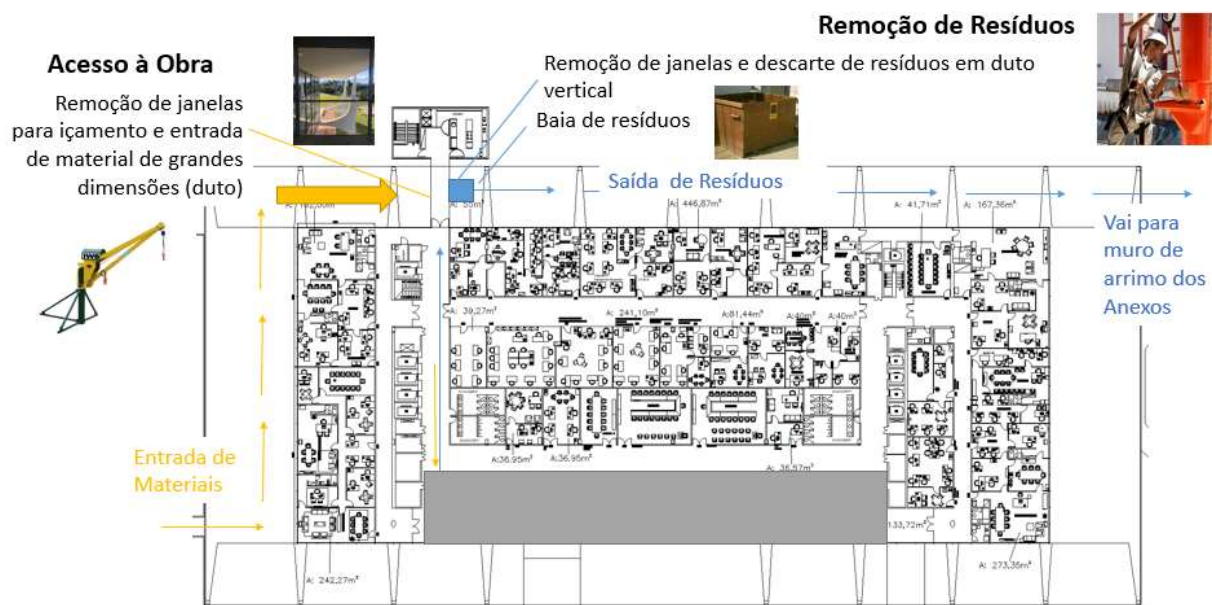 Remoção de Resíduos
Acesso à Obra
Remoção de janelas
para içamento e entrada
de material de grandes
dimensões (duto)
Remoção de janelas e descarte de resíduos em duto
vertical
Baia de resíduos
Saída de Resíduos
A: 446,87m²
A: 41,71m²
A: 167,36m²
Vai para
muro de
arrimo dos
Anexos
A: 39,27m²
A: 241,10m²
A:81,44m²
A:40m²
A:40m²
Entrada de
Materiais
A:36,95m²
A:36,95m²
A: 36,57m²
133,72m²
A: 242,27m²
A: 273,35m²